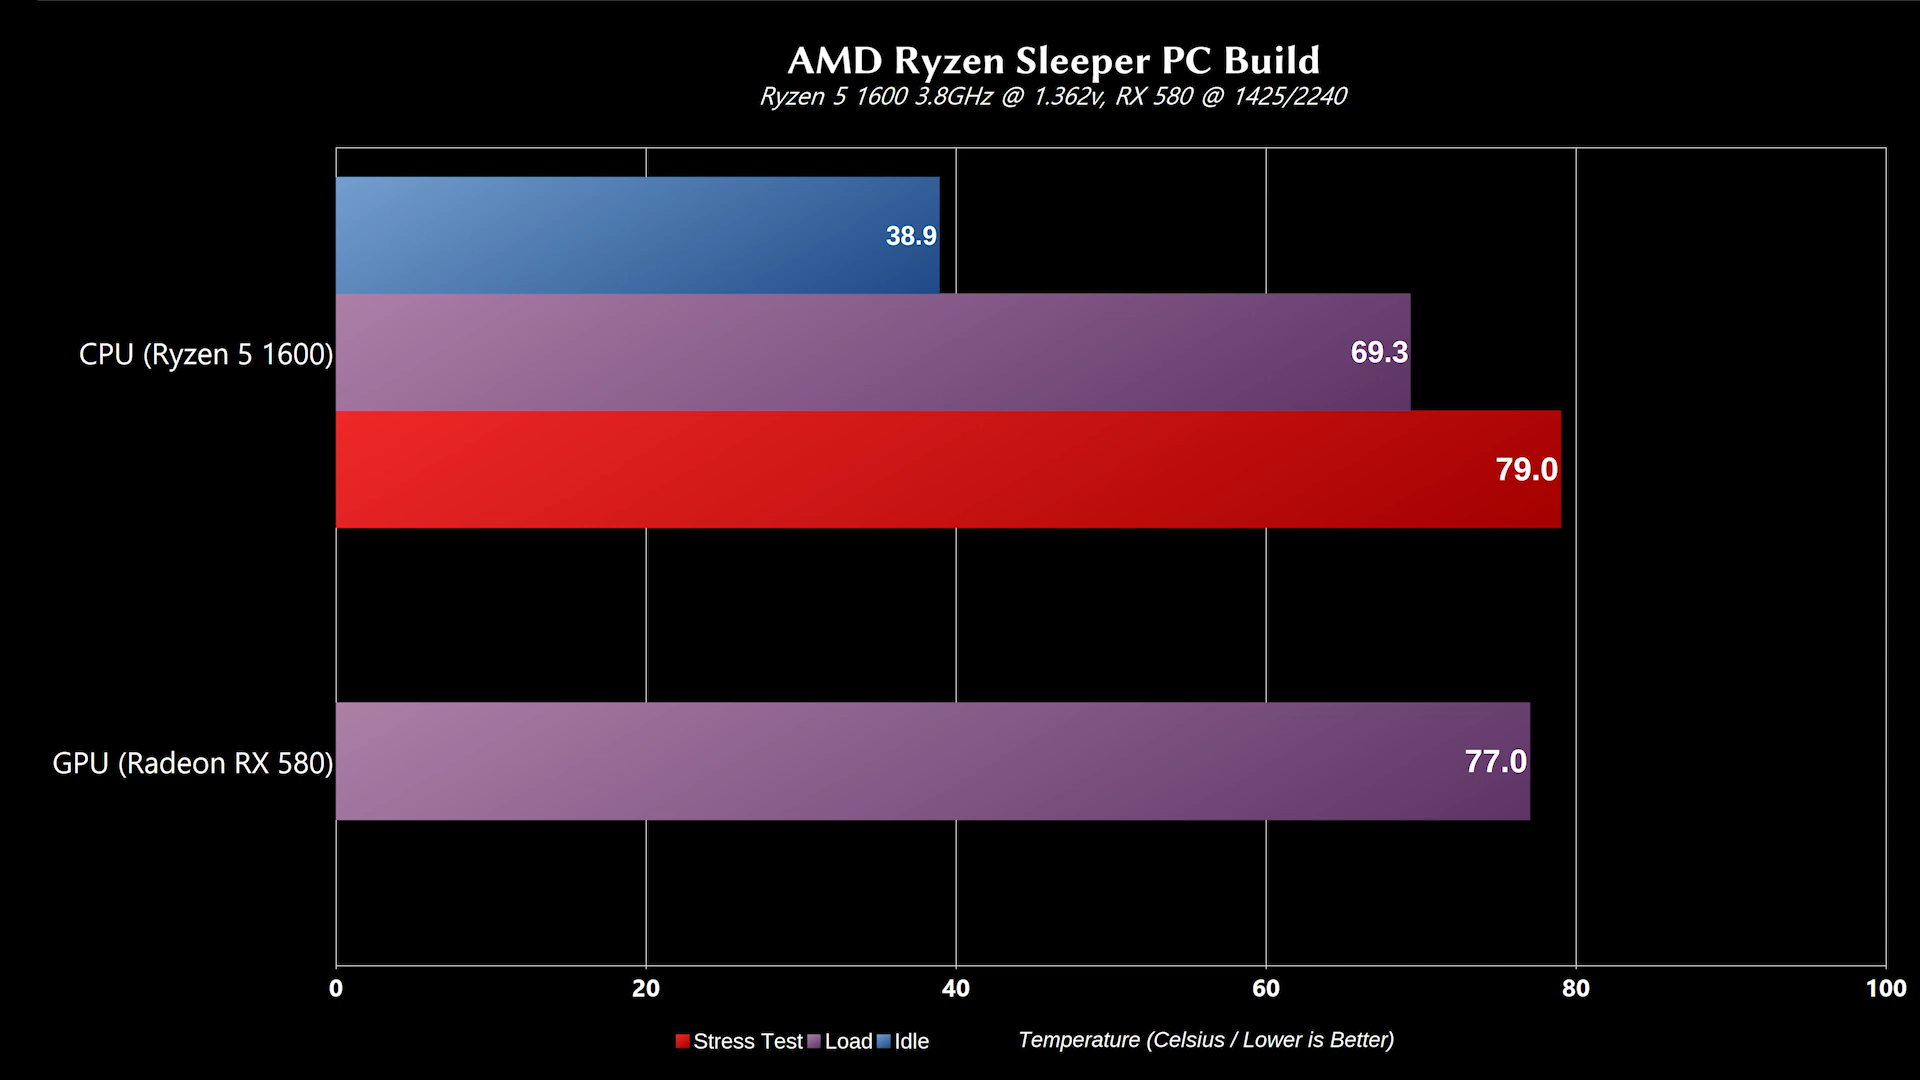 AMD Ryzen Sleeper PC Build
Ryzen 5 1600 3.8GHz @ 1.362v, RX 580 @ 1425/2240
38.9
CPU (Ryzen 5 1600)
69.3
79.0
GPU (Radeon RX 580)
77.0
0 20 40 60 80 100
Stress Test Load Idle
Temperature (Celsius / Lower is Better)